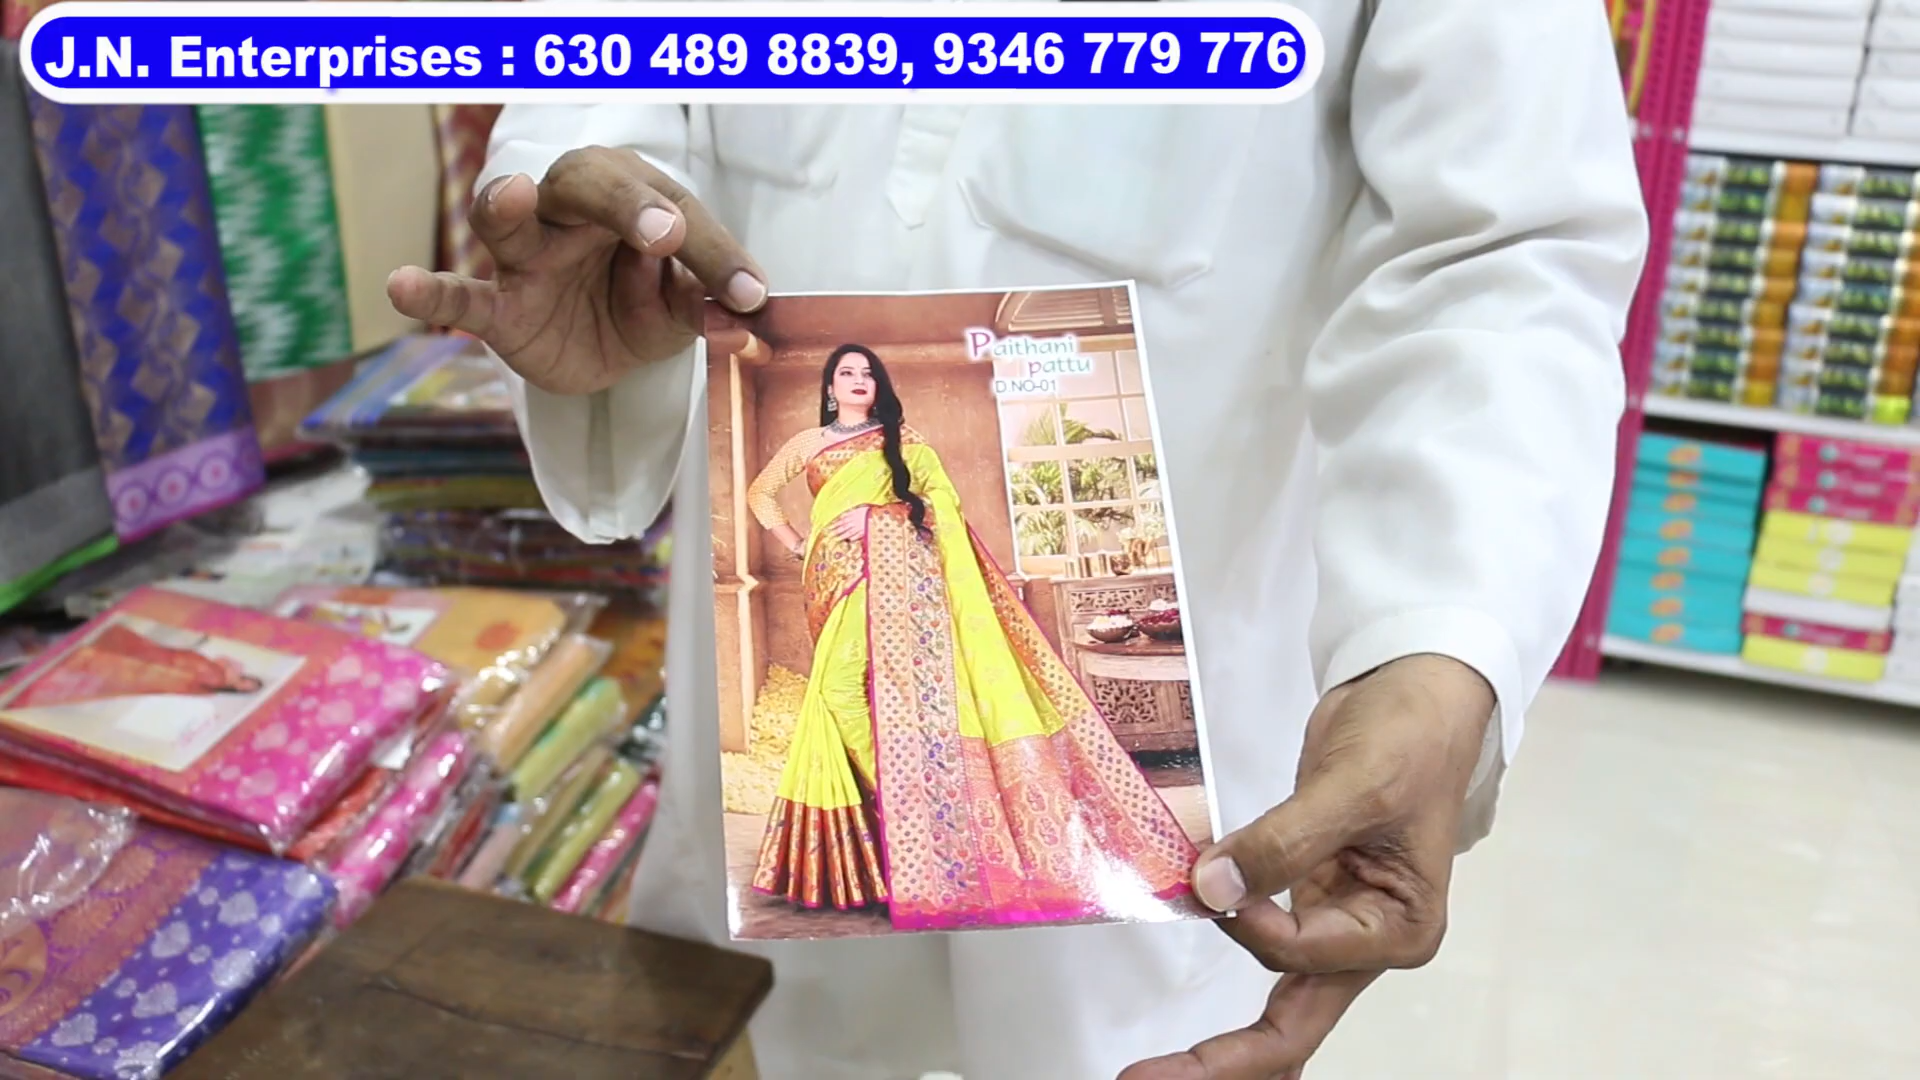 J.N. Enterprises : 630 489 8839, 9346 779 776
Paithani
pattu
D.NO-01